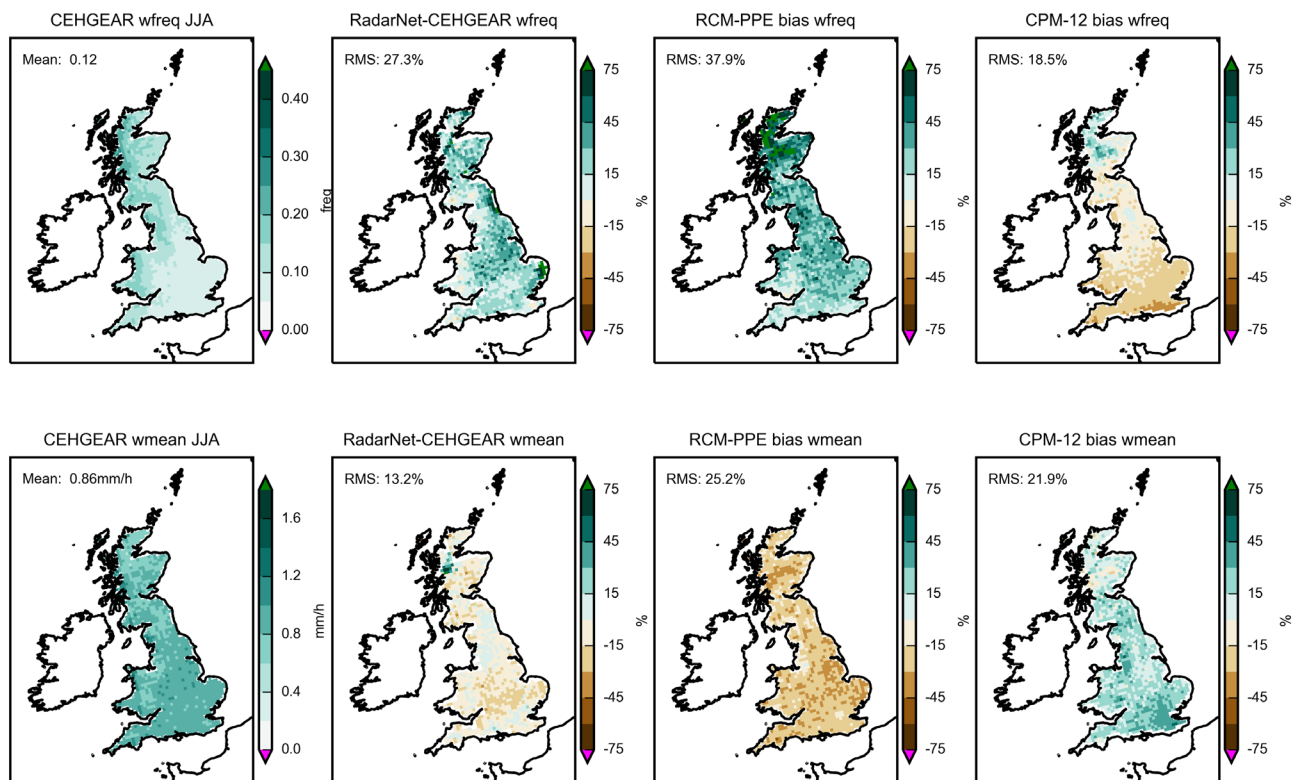 CEHGEAR wfreq JJA
Mean: 0.12
0.40
0.30
0.20
0.10
0.00
freq
RadarNet-CEHGEAR wfreq
RMS: 27.3%
75
45
15
-15
-45
-75
%
RCM-PPE bias wfreq
RMS: 37.9%
75
45
15
-15
-45
-75
%
CPM-12 bias wfreq
RMS: 18.5%
75
45
15
-15
-45
-75
%
CEHGEAR wmean JJA
Mean: 0.86mm/h
1.6
1.2
0.8
0.4
0.0
mm/h
RadarNet-CEHGEAR wmean
RMS: 13.2%
75
45
15
-15
-45
-75
%
RCM-PPE bias wmean
RMS: 25.2%
75
45
15
-15
-45
-75
%
CPM-12 bias wmean
RMS: 21.9%
75
45
15
-15
-45
-75
%